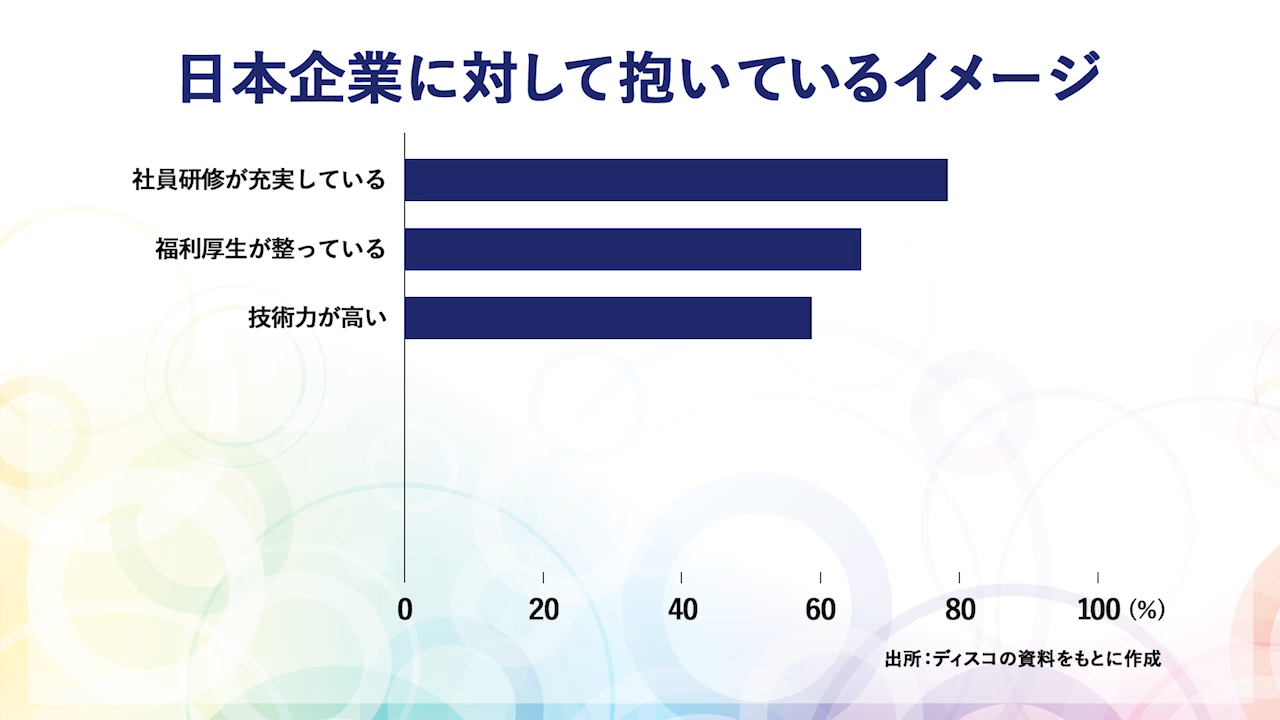 日本企業に対して抱いているイメージ
社員研修が充実している
福利厚生が整っている
技術力が高い
0 20 40 60 80 100 (%)
出所：ディスコの資料をもとに作成